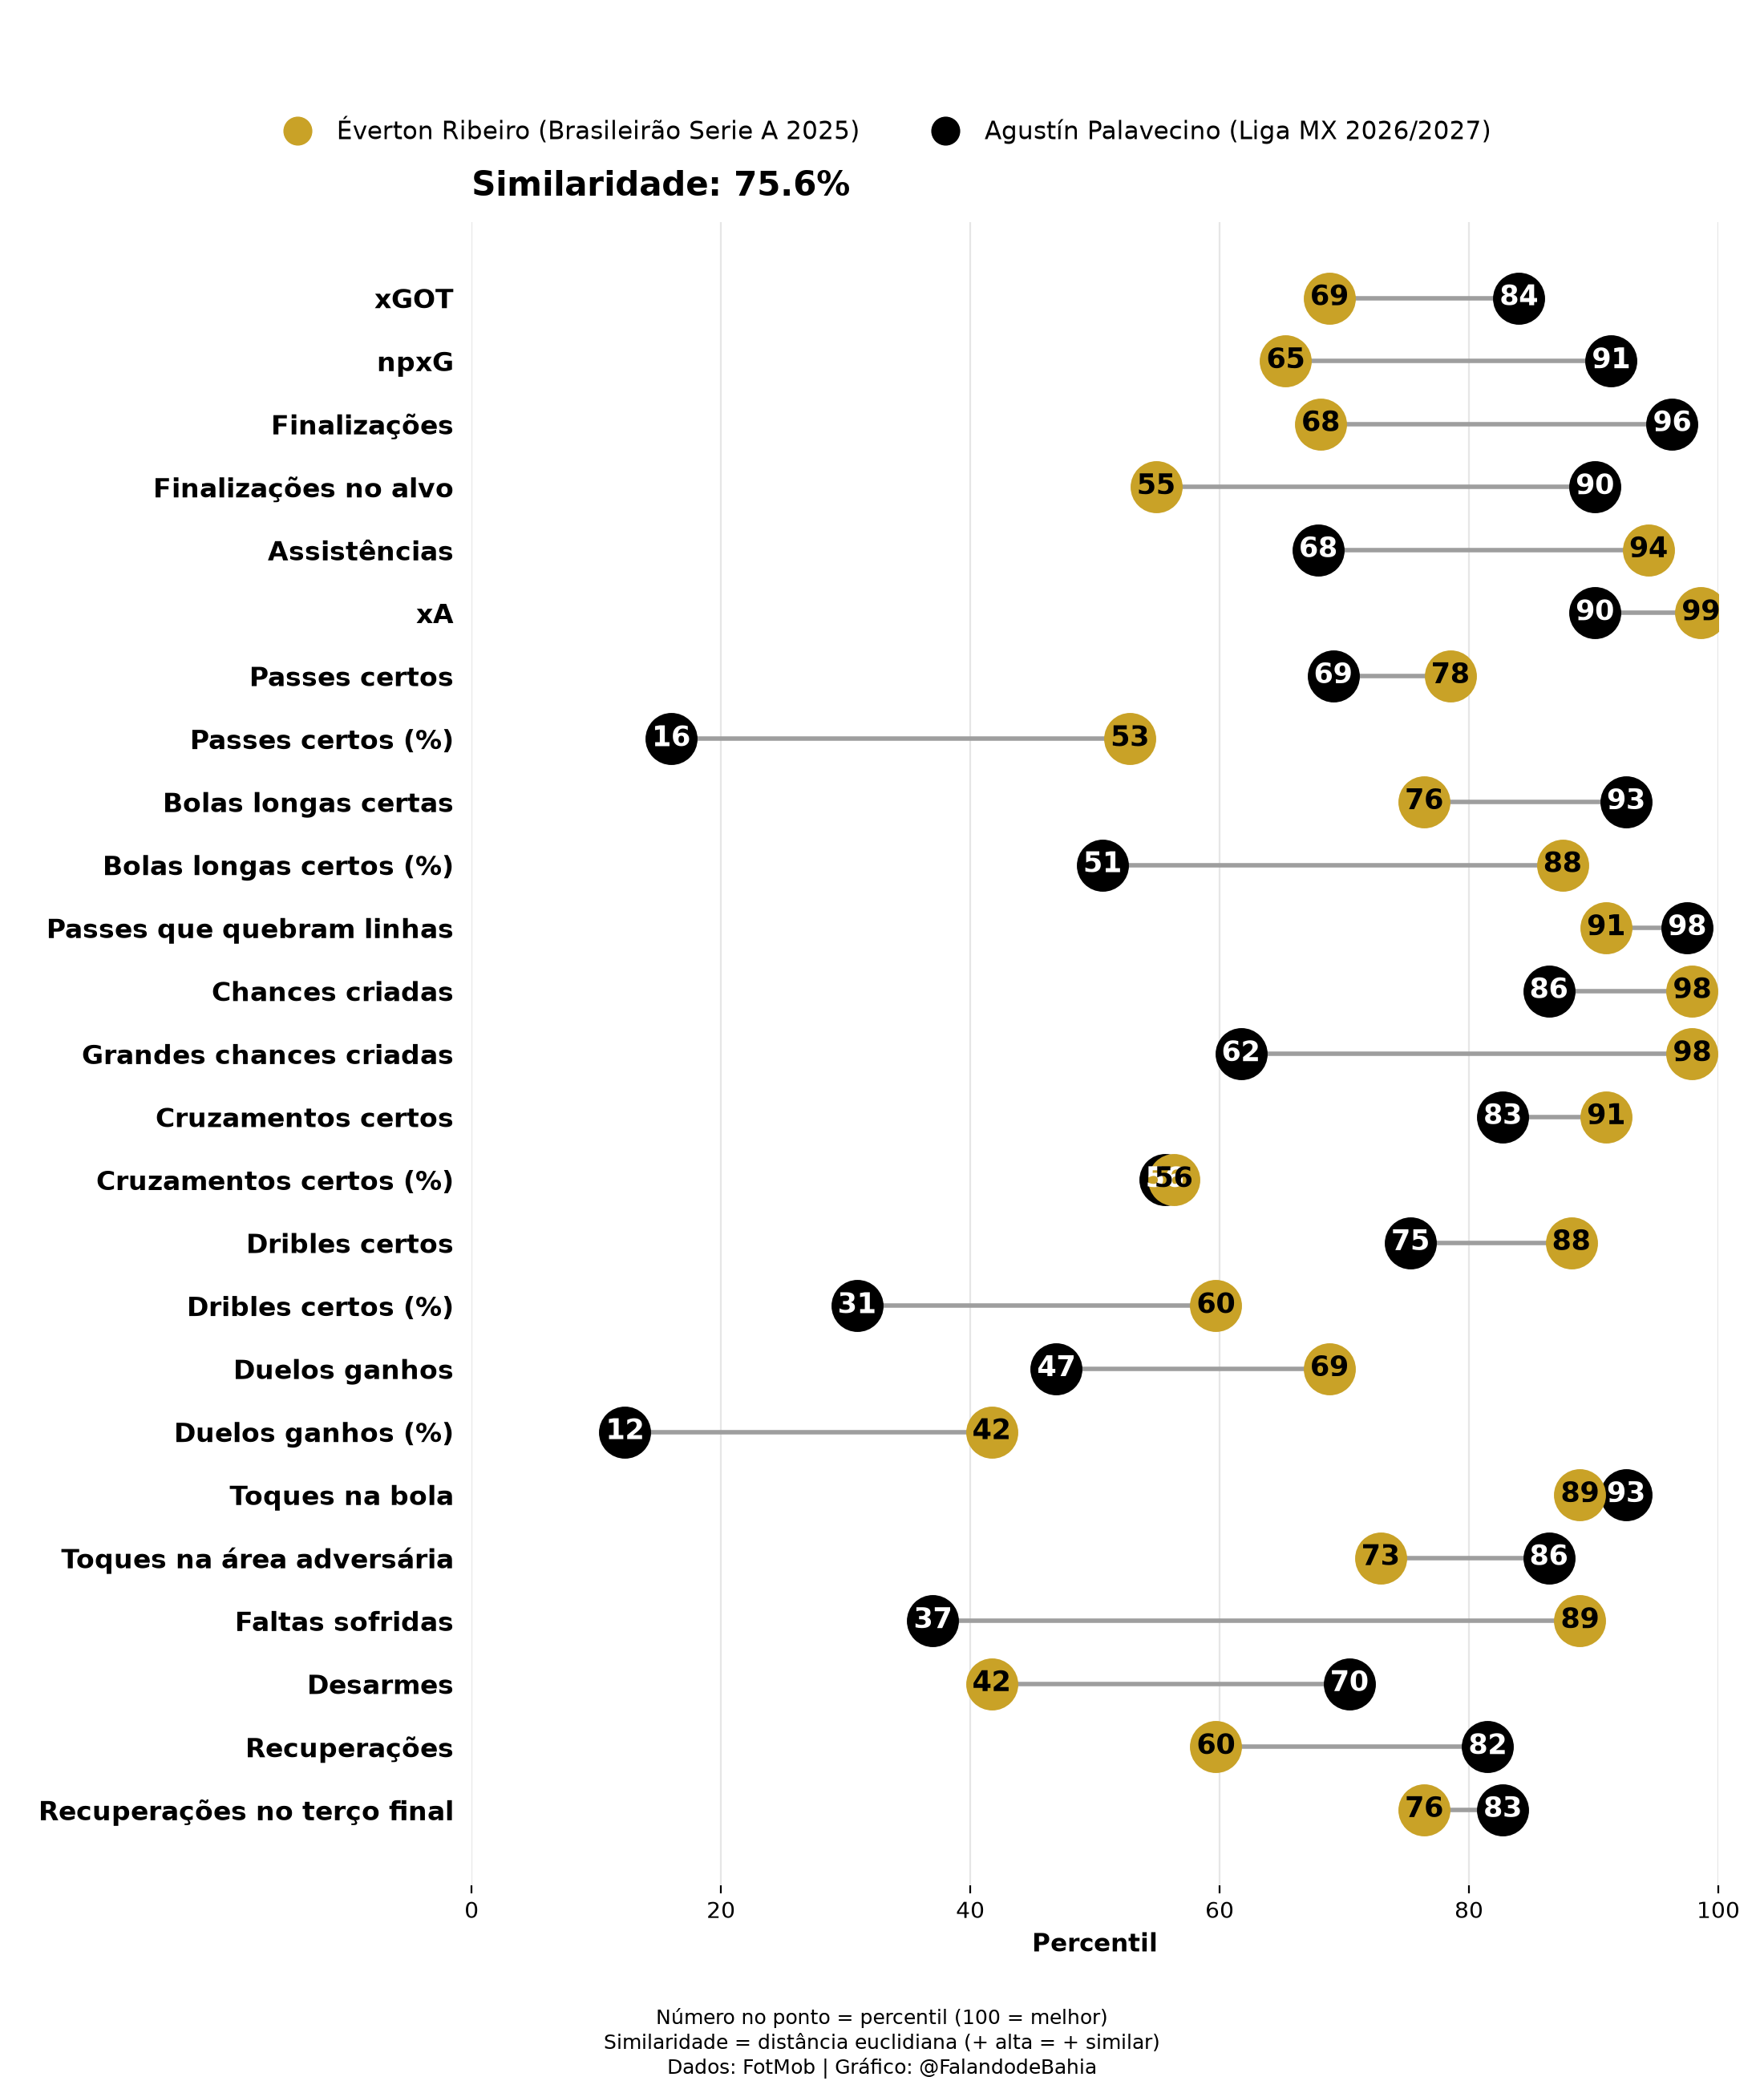 Éverton Ribeiro (Brasileirão Serie A 2025) Agustín Palavecino (Liga MX 2026/2027)
Similaridade: 75.6%
xGOT 69 84
npxG 65 91
Finalizações 68 96
Finalizações no alvo 55 90
Assistências 68 94
xA 90 99
Passes certos 69 78
Passes certos (%) 16 53
Bolas longas certas 76 93
Bolas longas certos (%) 51 88
Passes que quebram linhas 91 98
Chances criadas 86 98
Grandes chances criadas 62 98
Cruzamentos certos 83 91
Cruzamentos certos (%) 56
Dribles certos 75 88
Dribles certos (%) 31 60
Duelos ganhos 47 69
Duelos ganhos (%) 12 42
Toques na bola 89 93
Toques na área adversária 73 86
Faltas sofridas 37 89
Desarmes 42 70
Recuperações 60 82
Recuperações no terço final 76 83
0 20 40 60 80 100
Percentil
Número no ponto = percentil (100 = melhor)
Similaridade = distância euclidiana (+ alta = + similar)
Dados: FotMob | Gráfico: @FalandodeBahia